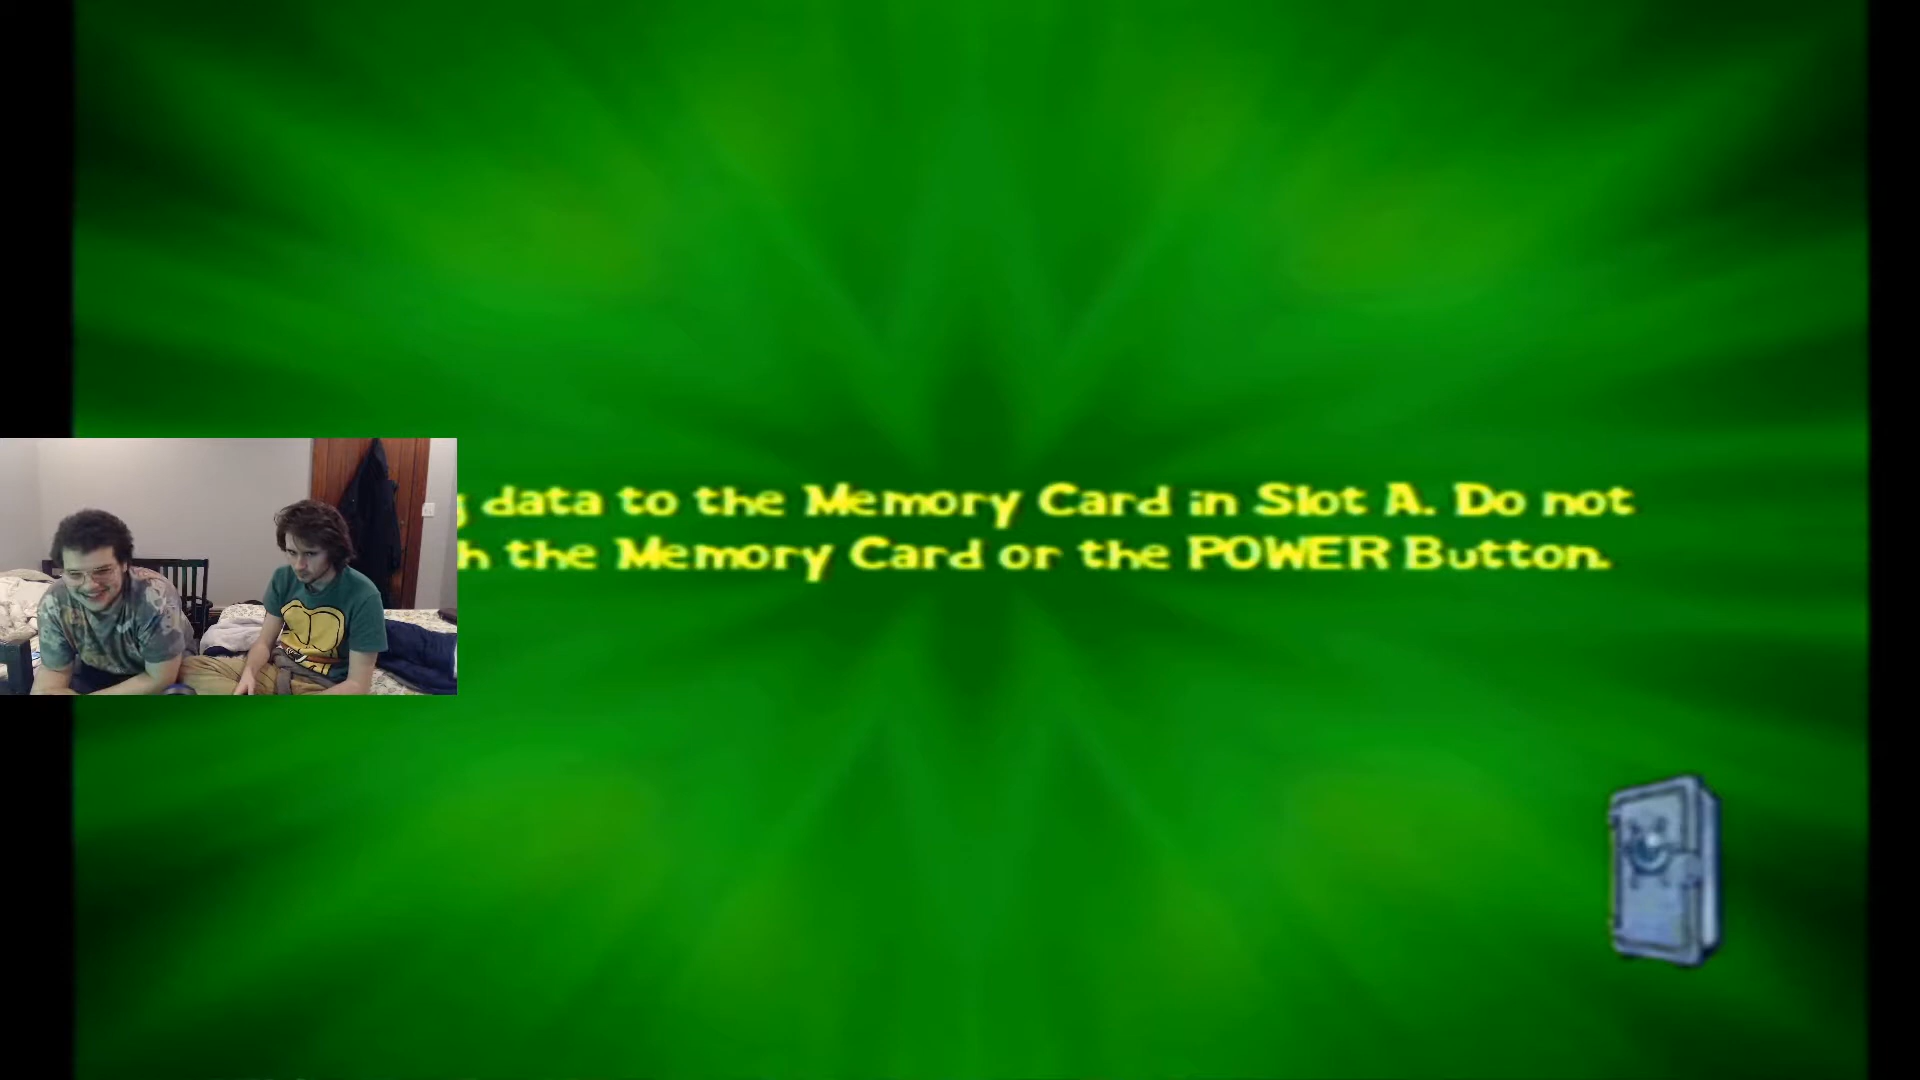 data to the Memory Card in Slot A. Do not
the Memory Card or the POWER Button.